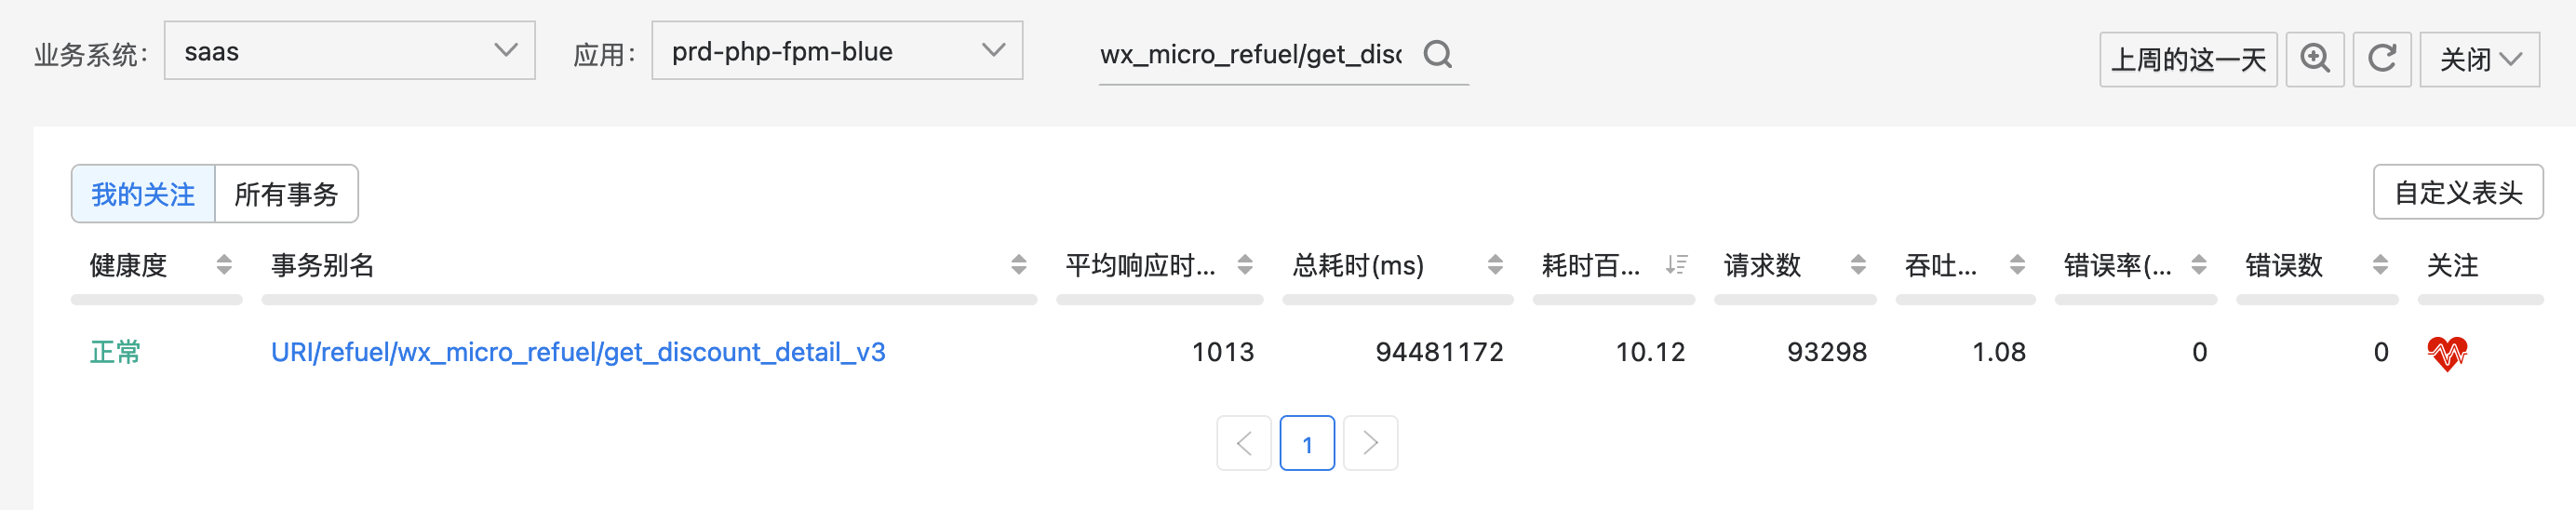 业务系统： saas 应用： prd-php-fpm-blue wx_micro_refuel/get_disc 上周的这一天 关闭
我的关注 所有事务 自定义表头
健康度 事务别名 平均响应时... 总耗时(ms) 耗时百... 请求数 吞吐... 错误率(... 错误数 关注
正常 URI/refuel/wx_micro_refuel/get_discount_detail_v3 1013 94481172 10.12 93298 1.08 0 0
1